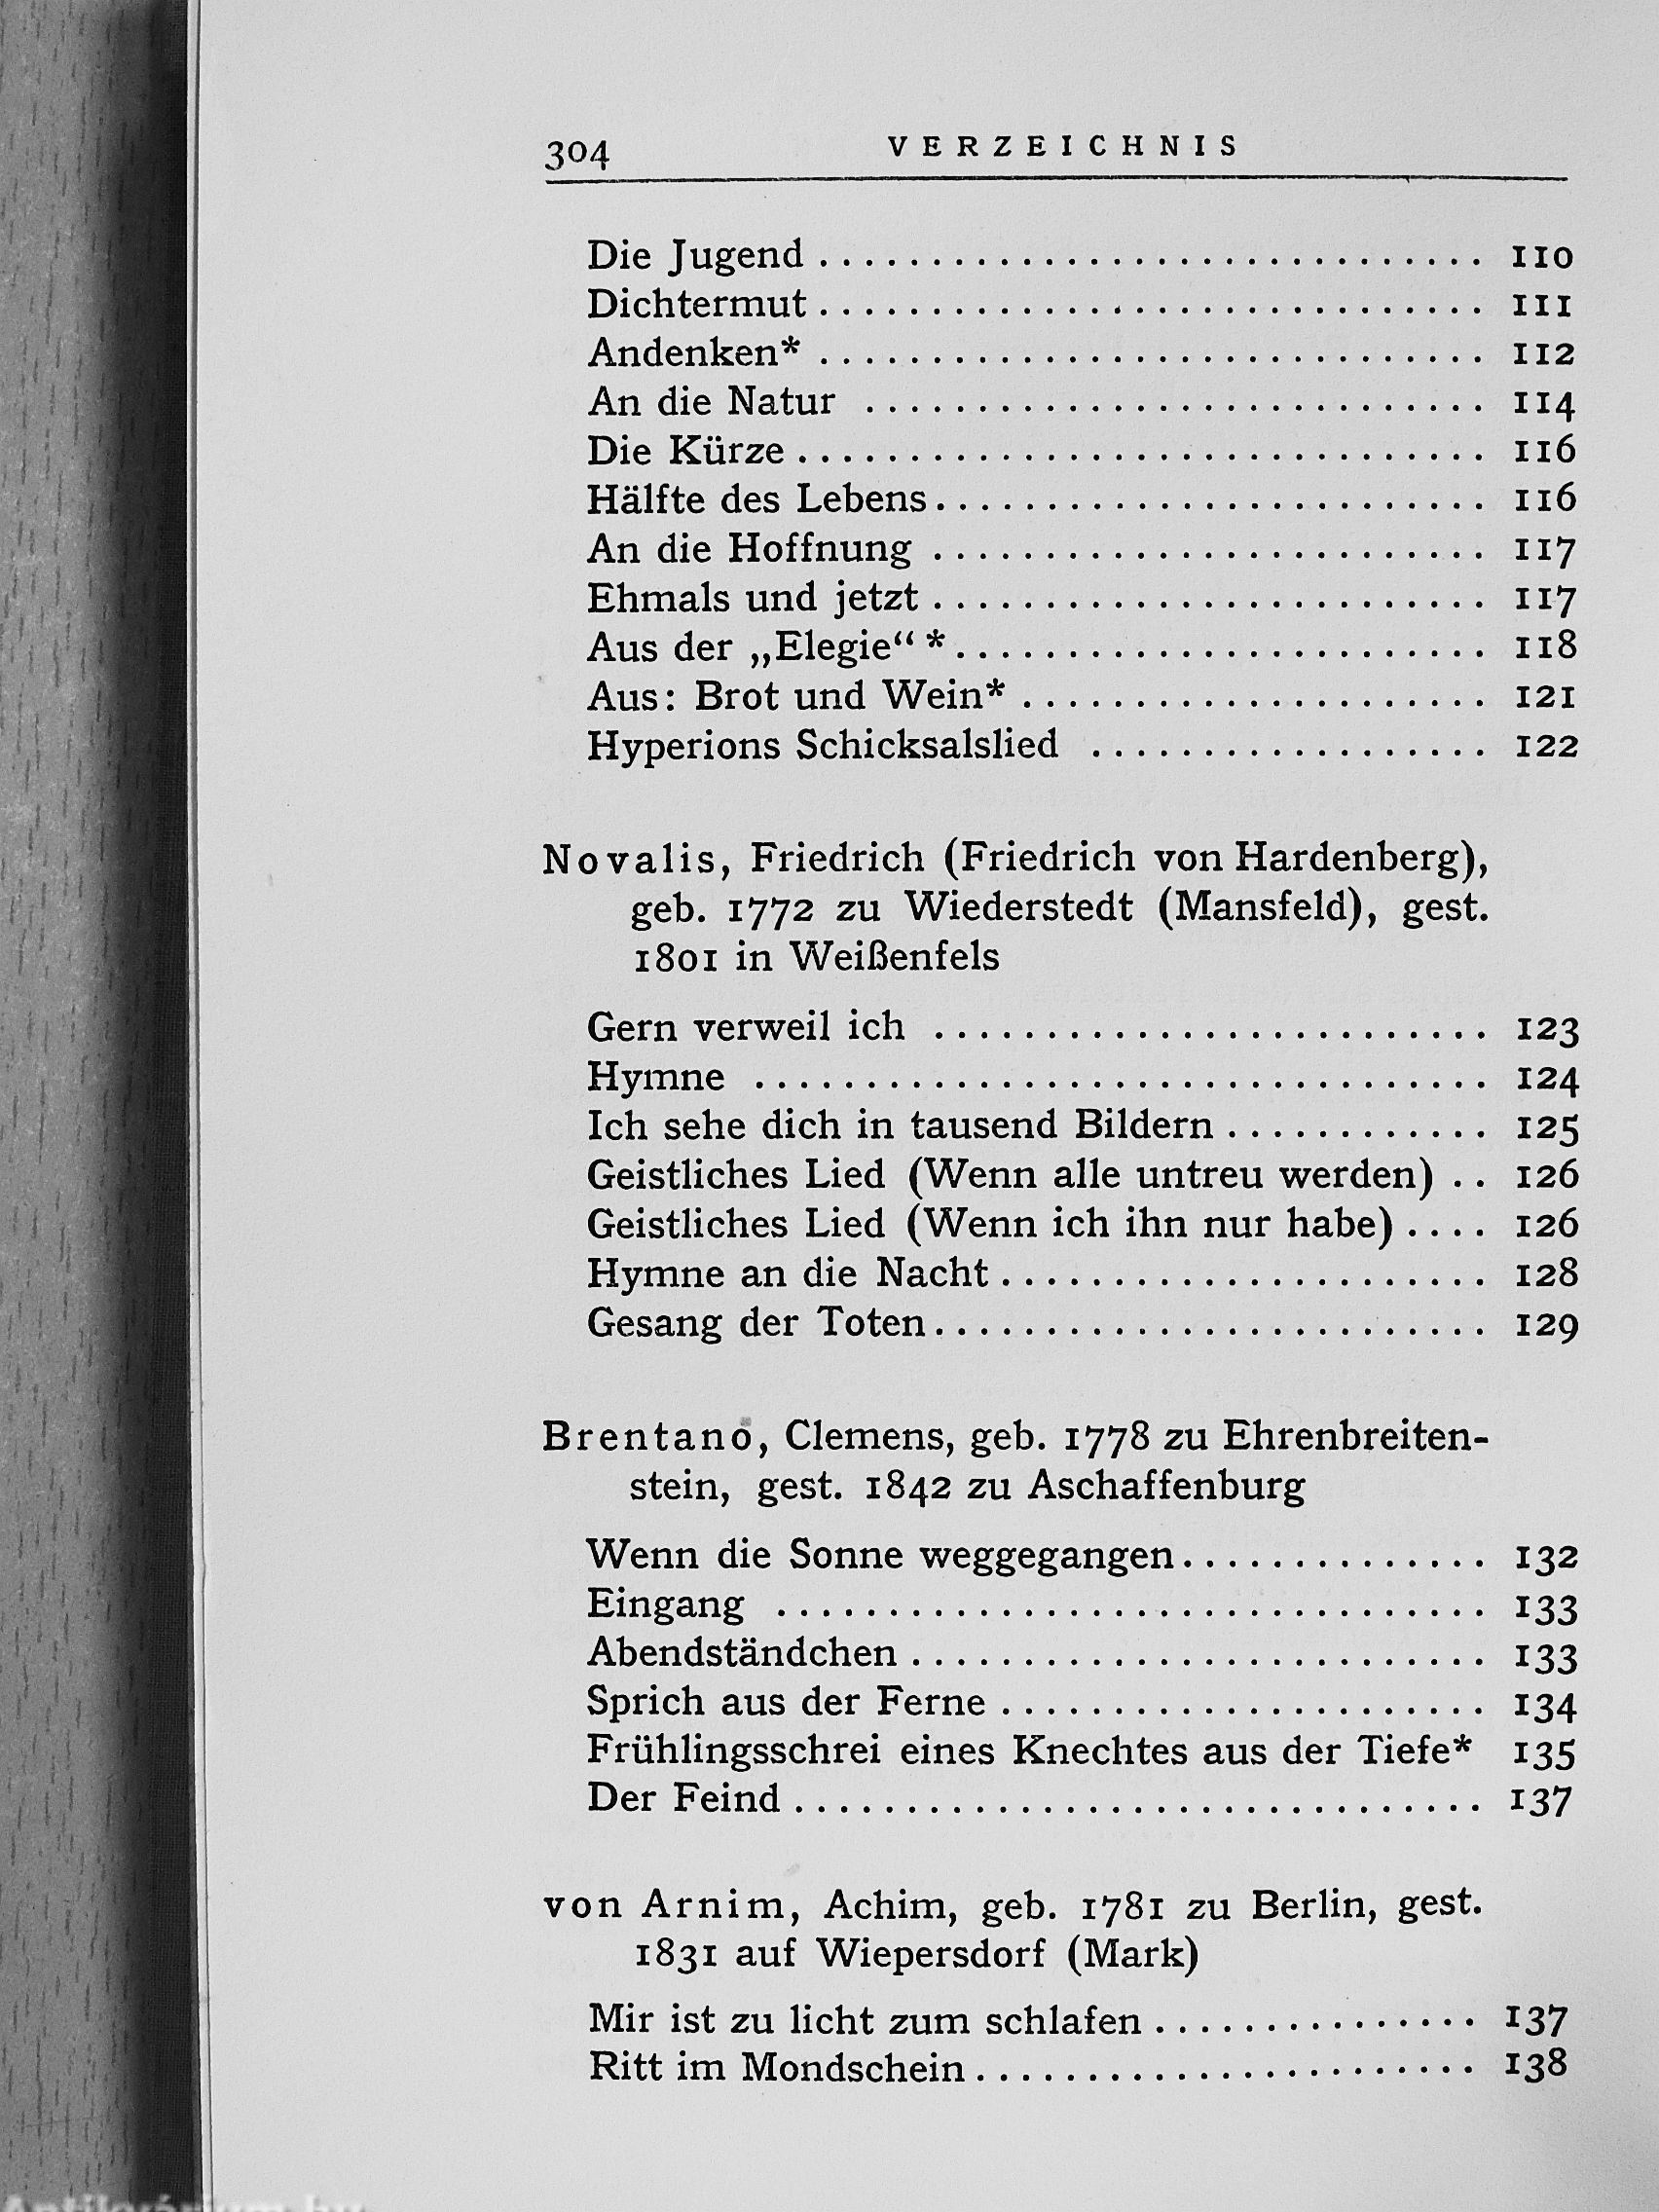 304 VERZEICHNIS
Die Jugend .............................. 110
Dichtermut .............................. 111
Andenken* .............................. 112
An die Natur ............................ 114
Die Kürze ............................... 116
Hälfte des Lebens ......................... 116
An die Hoffnung ......................... 117
Ehmals und jetzt ......................... 117
Aus der „Elegie“ * ........................ 118
Aus: Brot und Wein* ..................... 121
Hyperions Schicksalslied .................. 122
Novalis, Friedrich (Friedrich von Hardenberg),
geb. 1772 zu Wiederstedt (Mansfeld), gest.
1801 in Weißenfels
Gern verweil ich ......................... 123
Hymne ................................. 124
Ich sehe dich in tausend Bildern ............ 125
Geistliches Lied (Wenn alle untreu werden) .. 126
Geistliches Lied (Wenn ich ihn nur habe) .... 126
Hymne an die Nacht ...................... 128
Gesang der Toten ......................... 129
Brentano, Clemens, geb. 1778 zu Ehrenbreiten-
stein, gest. 1842 zu Aschaffenburg
Wenn die Sonne weggegangen .............. 132
Eingang ................................ 133
Abendständchen .......................... 133
Sprich aus der Ferne ...................... 134
Frühlingsschrei eines Knechtes aus der Tiefe* 135
Der Feind ............................... 137
von Arnim, Achim, geb. 1781 zu Berlin, gest.
1831 auf Wiepersdorf (Mark)
Mir ist zu licht zum schlafen ............... 137
Ritt im Mondschein ....................... 138